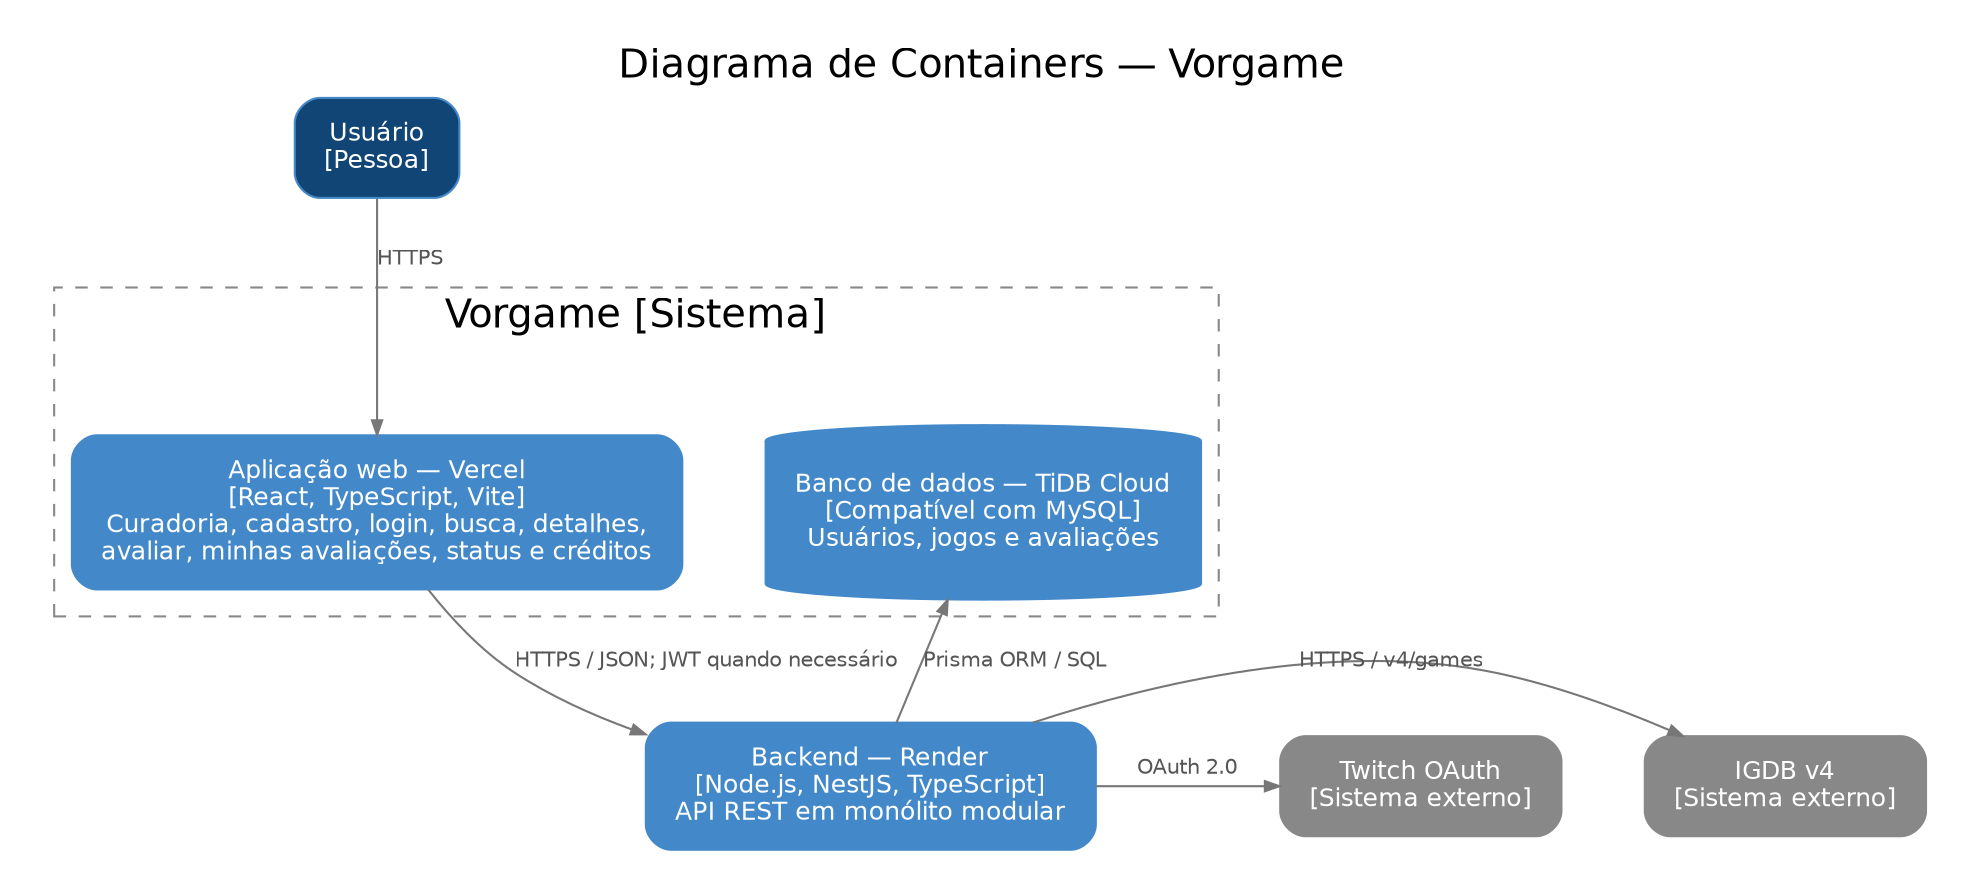 Diagrama de Containers — Vorgame
Usuário
[Pessoa]
HTTPS
Vorgame [Sistema]
Aplicação web — Vercel
[React, TypeScript, Vite]
Curadoria, cadastro, login, busca, detalhes,
avaliar, minhas avaliações, status e créditos
Banco de dados — TiDB Cloud
[Compatível com MySQL]
Usuários, jogos e avaliações
HTTPS / JSON; JWT quando necessário
Prisma ORM / SQL
HTTPS / v4/games
Backend — Render
[Node.js, NestJS, TypeScript]
API REST em monólito modular
OAuth 2.0
Twitch OAuth
[Sistema externo]
IGDB v4
[Sistema externo]